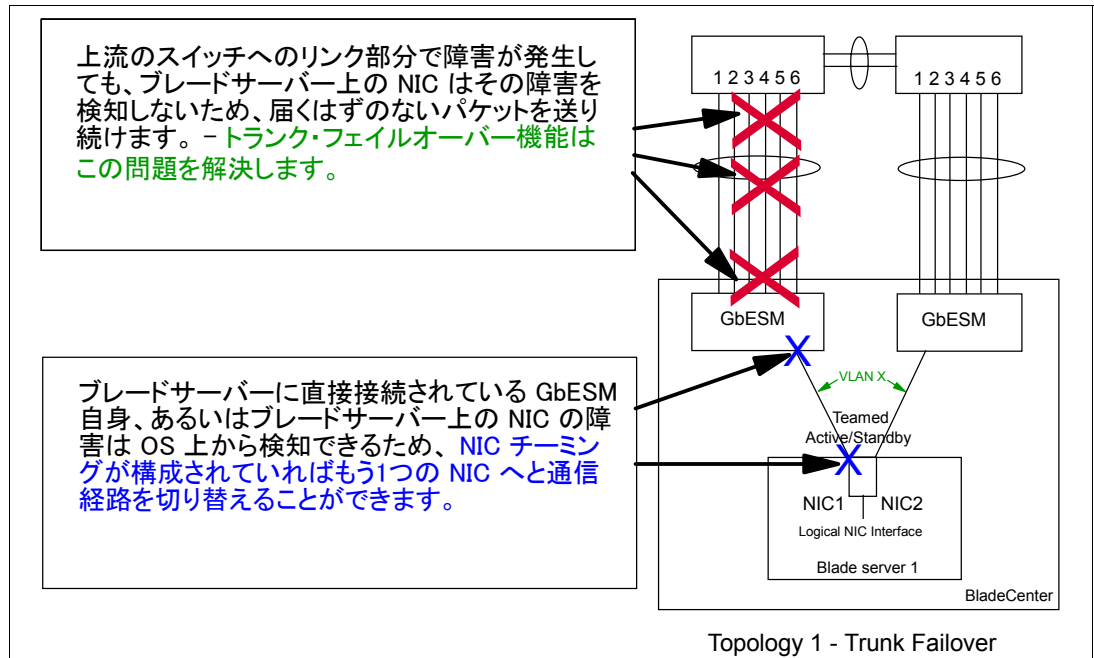 上流のスイッチへのリンク部分で障害が発生し
ても、ブレードサーバー上の NIC はその障害を
検知しないため、届くはずのないパケットを送り
続けます。 – トランク・フェイルオーバー機能は
この問題を解決します。
1 2 3 4 5 6
1 2 3 4 5 6
GbESM
GbESM
ブレードサーバーに直接接続されている GbESM
自身、あるいはブレードサーバー上の NIC の障
害は OS 上から検知できるため、 NIC チーミン
グが構成されていればもう1つの NIC へと通信
経路を切り替えることができます。
VLAN X
Teamed
Active/Standby
NIC1
NIC2
Logical NIC Interface
Blade server 1
BladeCenter
Topology 1 - Trunk Failover